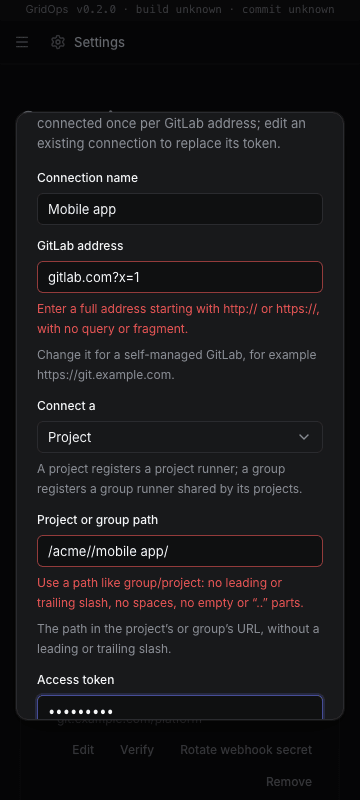 GridOps v0.2.0 · build unknown · commit unknown
Settings
connected once per GitLab address; edit an
existing connection to replace its token.
Connection name
Mobile app
GitLab address
gitlab.com?x=1
Enter a full address starting with http:// or https://,
with no query or fragment.
Change it for a self-managed GitLab, for example
https://git.example.com.
Connect a
Project
A project registers a project runner; a group
registers a group runner shared by its projects.
Project or group path
/acme//mobile app/
Use a path like group/project: no leading or
trailing slash, no spaces, no empty or “..” parts.
The path in the project’s or group’s URL, without a
leading or trailing slash.
Access token
•••••••••
git.example.com/platform
Edit Verify Rotate webhook secret
Remove